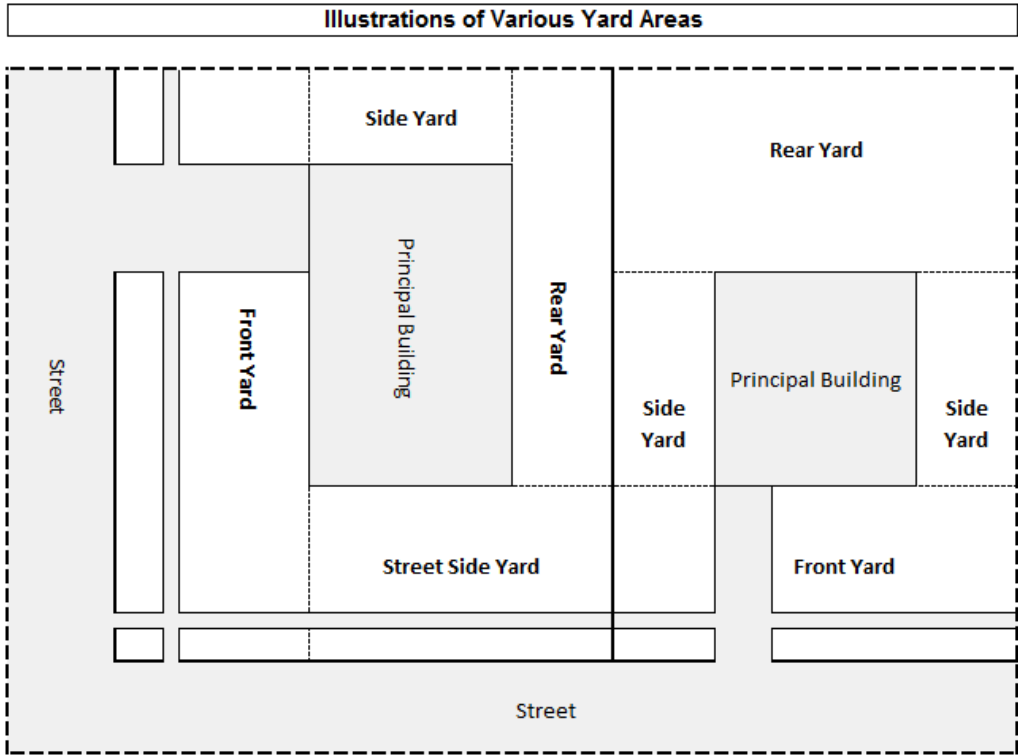 Illustrations of Various Yard Areas
Side Yard
Rear Yard
Principal Building
Rear Yard
Front Yard
Street
Principal Building
Side
Yard
Side
Yard
Street Side Yard
Front Yard
Street